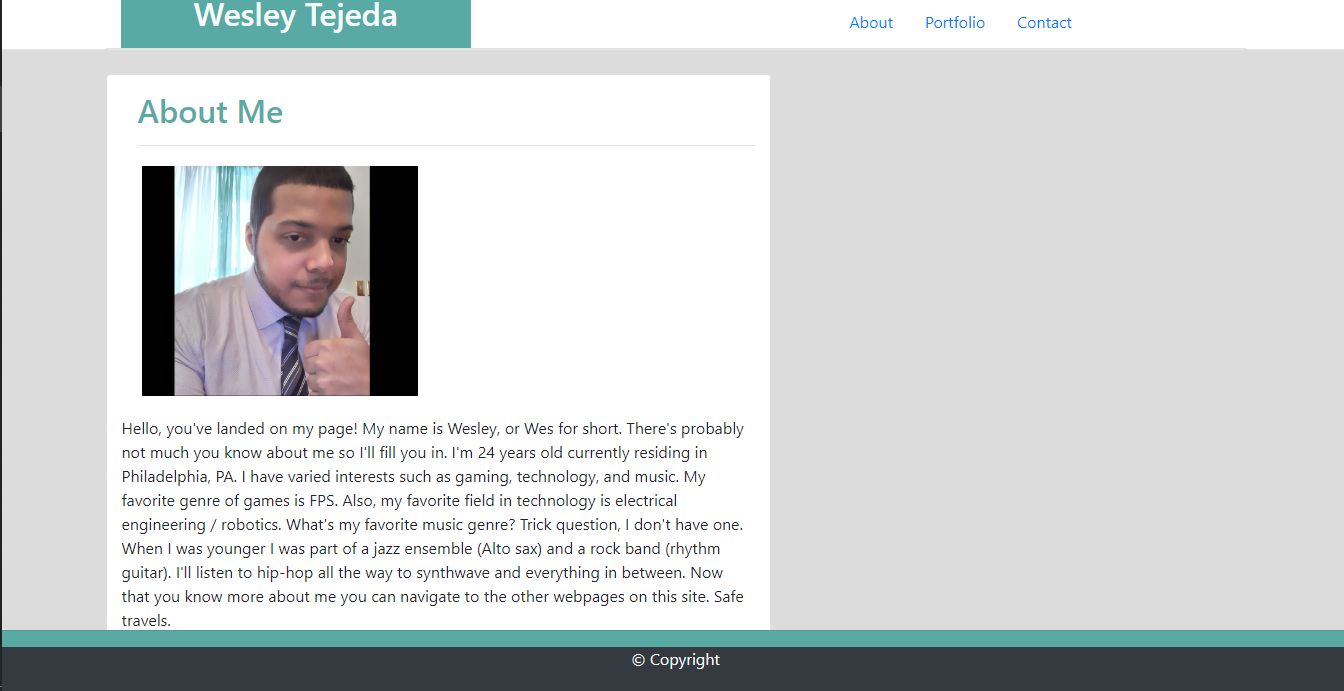 Wesley Tejeda
About Portfolio Contact
About Me
Hello, you've landed on my page! My name is Wesley, or Wes for short. There's probably
not much you know about me so I'll fill you in. I'm 24 years old currently residing in
Philadelphia, PA. I have varied interests such as gaming, technology, and music. My
favorite genre of games is FPS. Also, my favorite field in technology is electrical
engineering / robotics. What's my favorite music genre? Trick question, I don't have one.
When I was younger I was part of a jazz ensemble (Alto sax) and a rock band (rhythm
guitar). I'll listen to hip-hop all the way to synthwave and everything in between. Now
that you know more about me you can navigate to the other webpages on this site. Safe
travels.
© Copyright